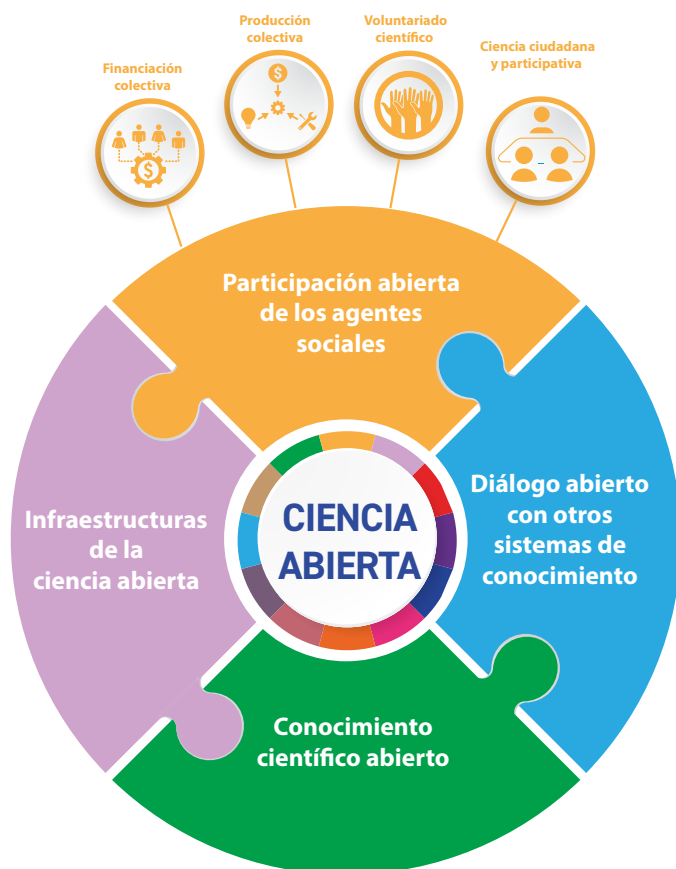 Financiación
colectiva
Producción
colectiva
Voluntariado
científico
Ciencia ciudadana
y participativa
$
$
Participación abierta
de los agentes
sociales
Infraestructuras
de la
ciencia abierta
CIENCIA
ABIERTA
Diálogo abierto
con otros
sistemas de
conocimiento
Conocimiento
científico abierto